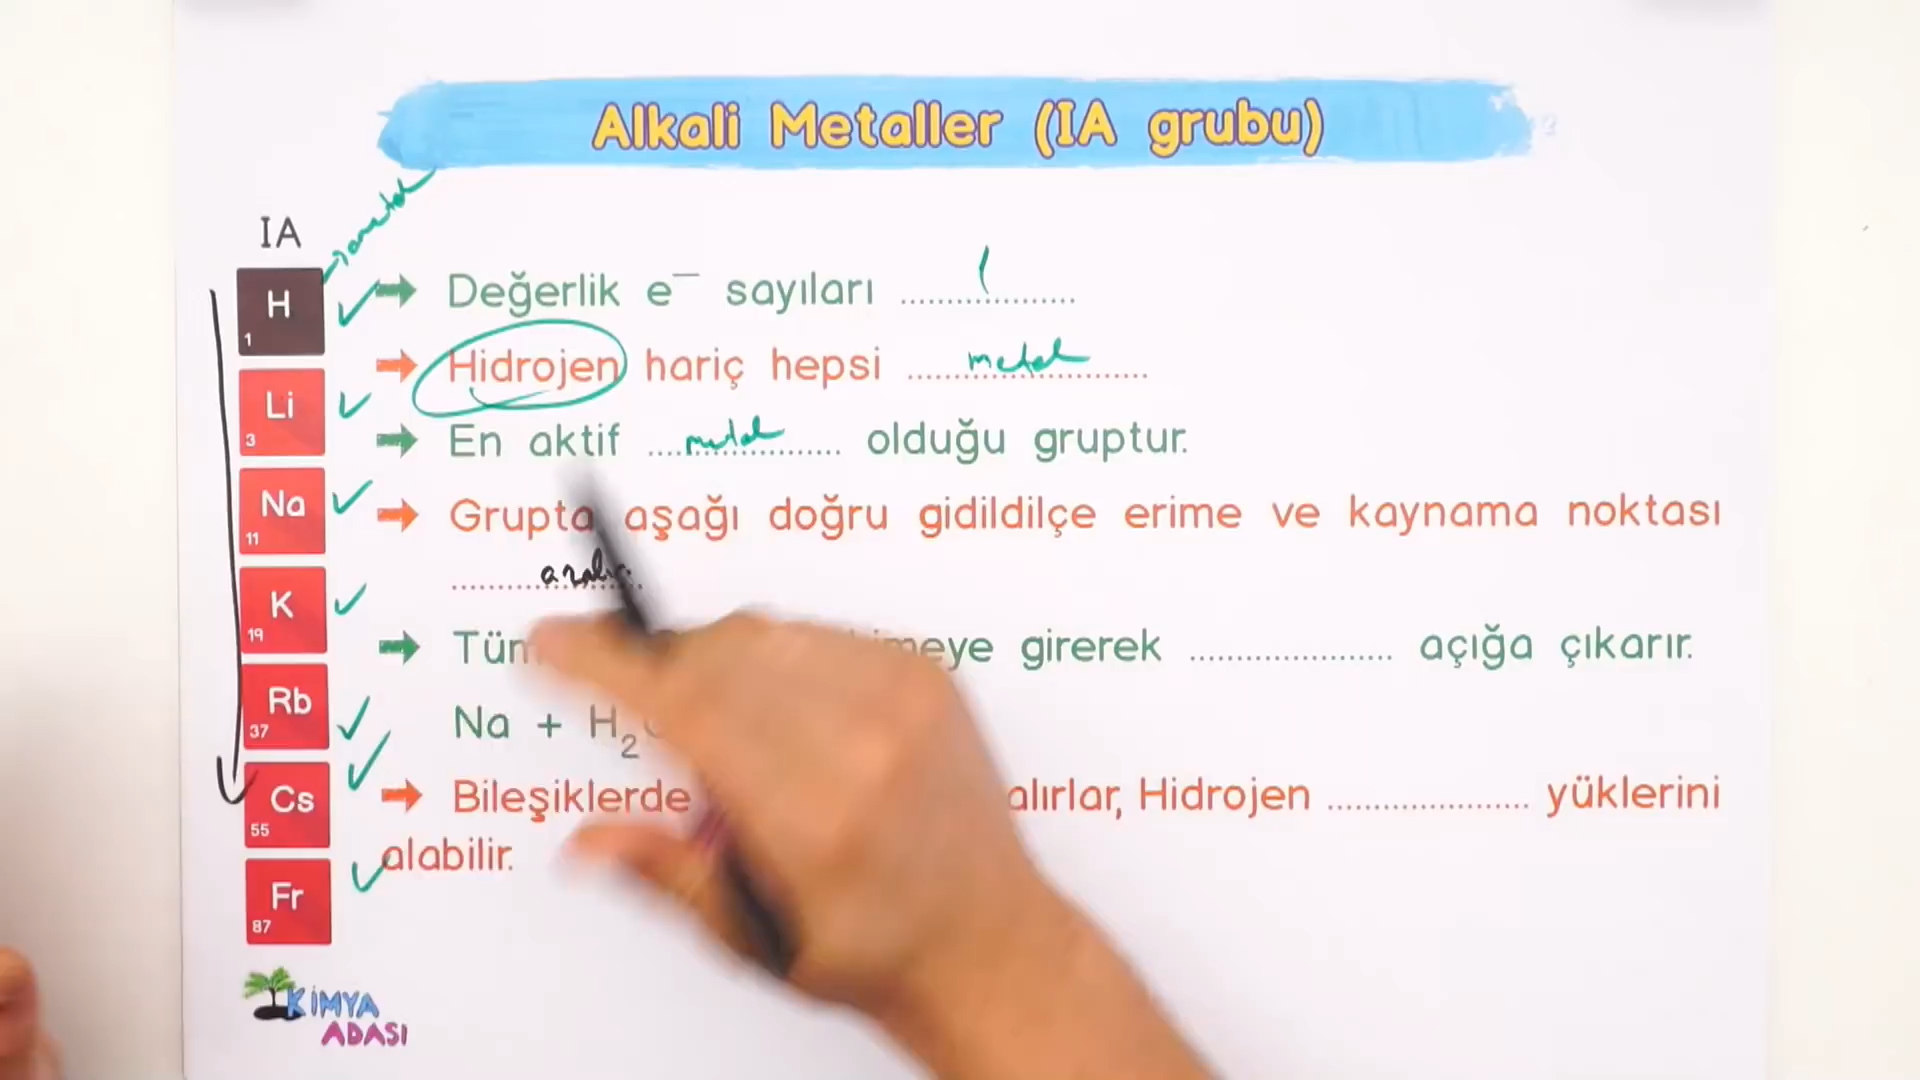 Alkali Metaller (IA grubu)
IA
ametal
H
1
Değerlik e⁻ sayıları 1
Hidrojen hariç hepsi metal
Li
3
En aktif metal olduğu gruptur.
Na
11
Grupta aşağı doğru gidildilçe erime ve kaynama noktası
azalır.
K
19
girerek .................... açığa çıkarır.
Rb
37
Na + H₂
Cs
55
Bileşiklerde alırlar, Hidrojen .................... yüklerini
alabilir.
Fr
87
KİMYA
ADASI